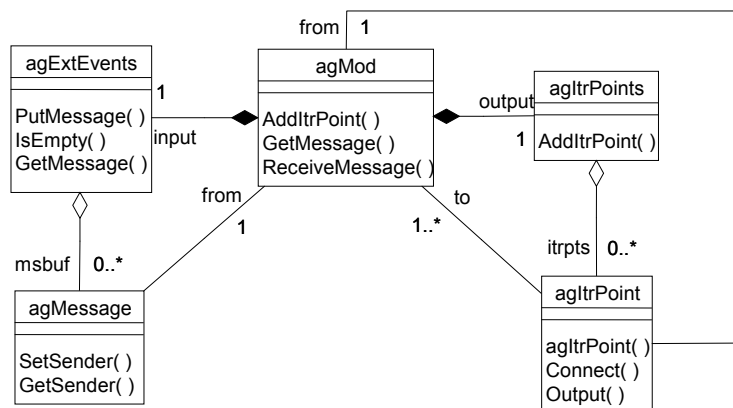 from 1
agExtEvents
PutMessage( )
IsEmpty( )
GetMessage( )
1
input
agMod
AddItrPoint( )
GetMessage( )
ReceiveMessage( )
output
1
agItrPoints
AddItrPoint( )
from
1
to
1..*
msbuf 0..*
itrpts 0..*
agMessage
SetSender( )
GetSender( )
agItrPoint
agItrPoint( )
Connect( )
Output( )